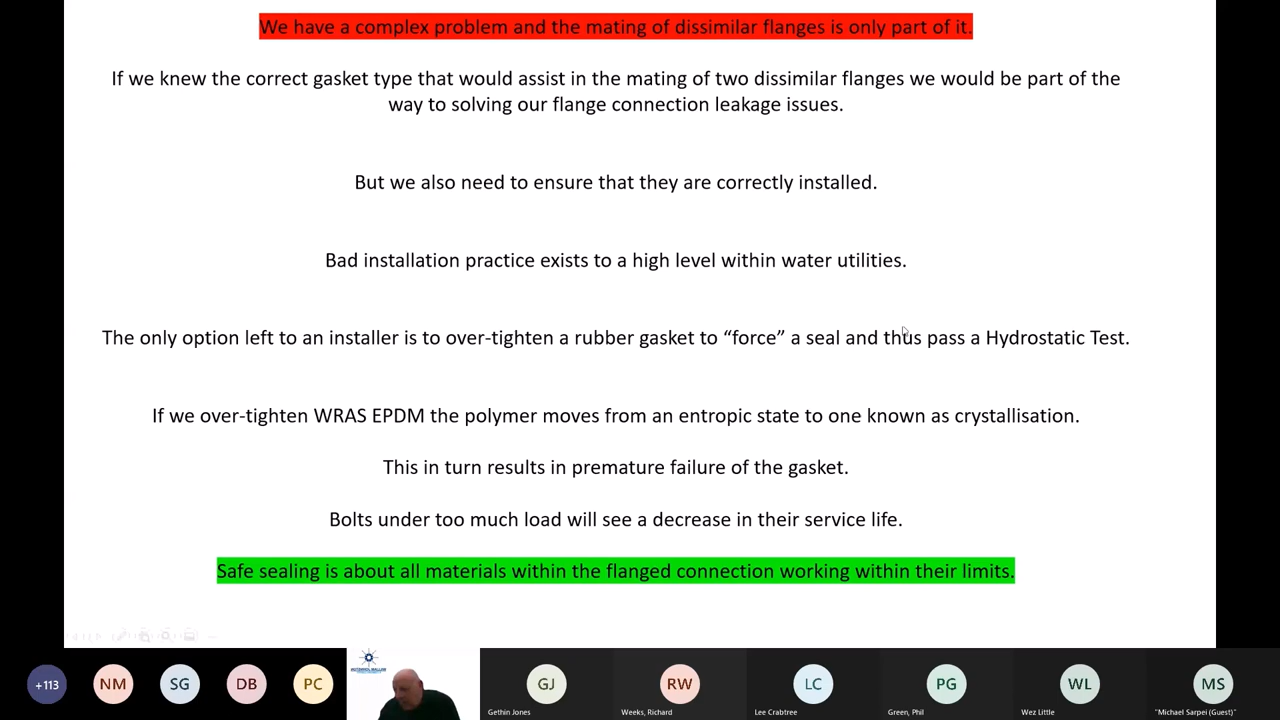 We have a complex problem and the mating of dissimilar flanges is only part of it.
If we knew the correct gasket type that would assist in the mating of two dissimilar flanges we would be part of the
way to solving our flange connection leakage issues.
But we also need to ensure that they are correctly installed.
Bad installation practice exists to a high level within water utilities.
The only option left to an installer is to over-tighten a rubber gasket to “force” a seal and thus pass a Hydrostatic Test.
If we over-tighten WRAS EPDM the polymer moves from an entropic state to one known as crystallisation.
This in turn results in premature failure of the gasket.
Bolts under too much load will see a decrease in their service life.
Safe sealing is about all materials within the flanged connection working within their limits.
+113
NM
SG
DB
PC
GJ
RW
LC
PG
WL
MS
Gethin Jones
Weeks, Richard
Lee Crabtree
Green, Phil
Wez Little
"Michael Sarpei (Guest)"